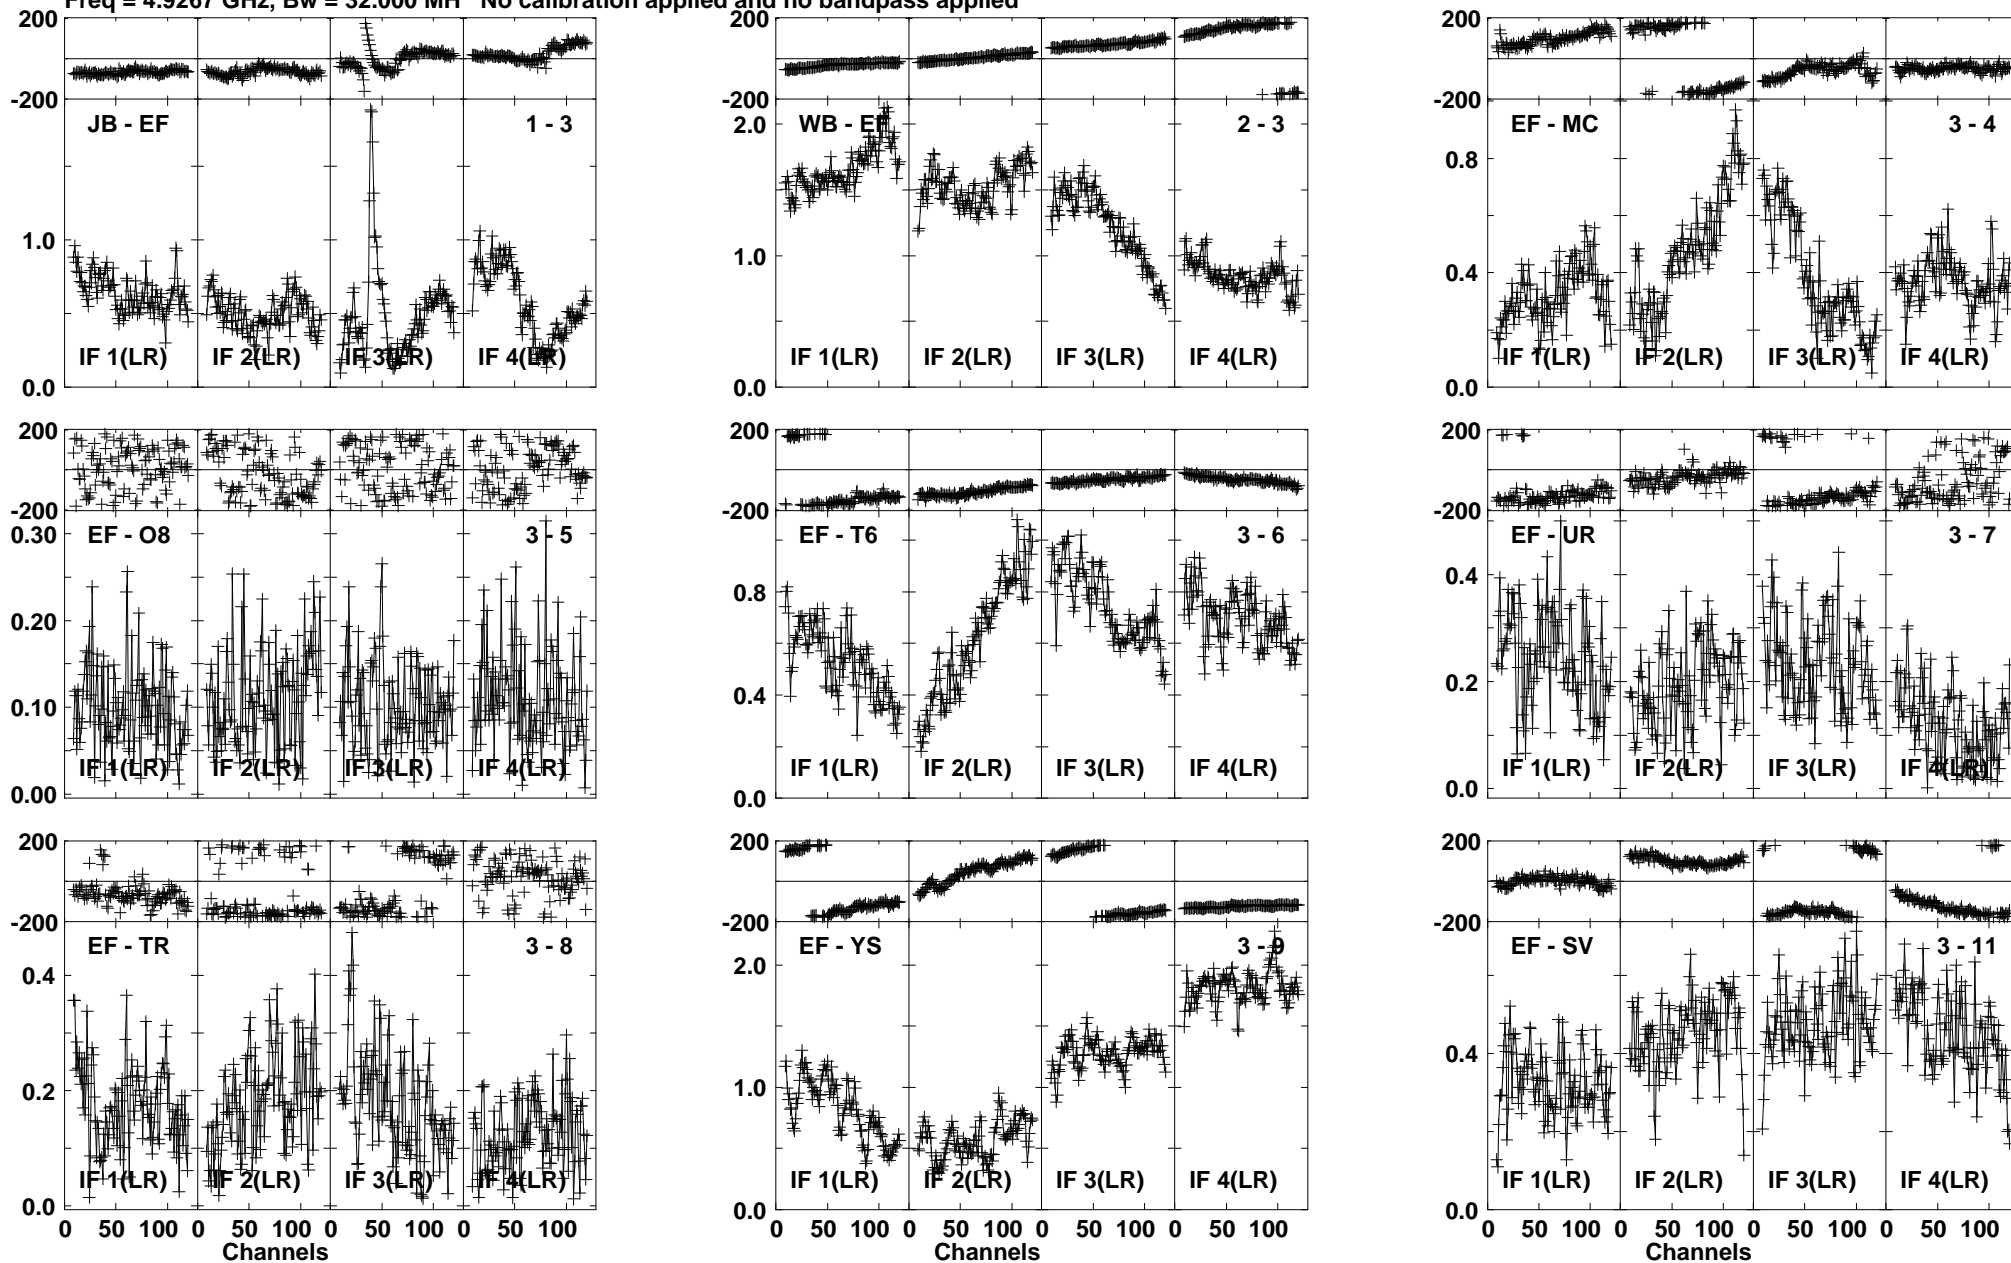 Freq = 4.9267 GHz, Bw = 32.000 MH No calibration applied and no bandpass applied
200
-200
JB - EF 1 - 3
1.0
0.0
IF 1(LR) IF 2(LR) IF 3(LR) IF 4(LR)
200
-200
WB - EF 2 - 3
2.0
1.0
0.0
IF 1(LR) IF 2(LR) IF 3(LR) IF 4(LR)
200
-200
EF - MC 3 - 4
0.8
0.4
0.0
IF 1(LR) IF 2(LR) IF 3(LR) IF 4(LR)
200
-200
EF - O8 3 - 5
0.30
0.20
0.10
0.00
IF 1(LR) IF 2(LR) IF 3(LR) IF 4(LR)
200
-200
EF - T6 3 - 6
0.8
0.4
0.0
IF 1(LR) IF 2(LR) IF 3(LR) IF 4(LR)
200
-200
EF - UR 3 - 7
0.4
0.2
0.0
IF 1(LR) IF 2(LR) IF 3(LR) IF 4(LR)
200
-200
EF - TR 3 - 8
0.4
0.2
0.0
IF 1(LR) IF 2(LR) IF 3(LR) IF 4(LR)
0 50 100 0 50 100 0 50 100 0 50 100
Channels
200
-200
EF - YS 3 - 9
2.0
1.0
0.0
IF 1(LR) IF 2(LR) IF 3(LR) IF 4(LR)
0 50 100 0 50 100 0 50 100 0 50 100
Channels
200
-200
EF - SV 3 - 11
0.4
0.0
IF 1(LR) IF 2(LR) IF 3(LR) IF 4(LR)
0 50 100 0 50 100 0 50 100 0 50 100
Channels